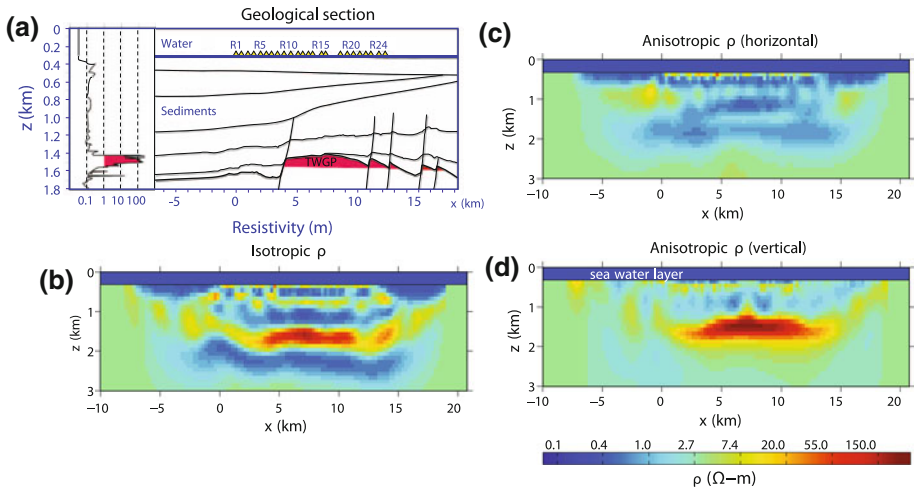 (a)
Geological section
z (km)
0
0.2
0.4
0.6
0.8
1.0
1.2
1.4
1.6
1.8
Water
R1 R5 R10 R15 R20 R24
Sediments
TWGP
0.1 1 10 100
-5 0 5 10 15 x (km)
Resistivity (m)
(b)
Isotropic ρ
z (km)
0
1
2
3
−10 −5 0 5 10 15 20
x (km)
(c)
Anisotropic ρ (horizontal)
z (km)
0
1
2
3
−10 −5 0 5 10 15 20
x (km)
(d)
Anisotropic ρ (vertical)
sea water layer
z (km)
0
1
2
3
−10 −5 0 5 10 15 20
x (km)
0.1 0.4 1.0 2.7 7.4 20.0 55.0 150.0
ρ (Ω−m)